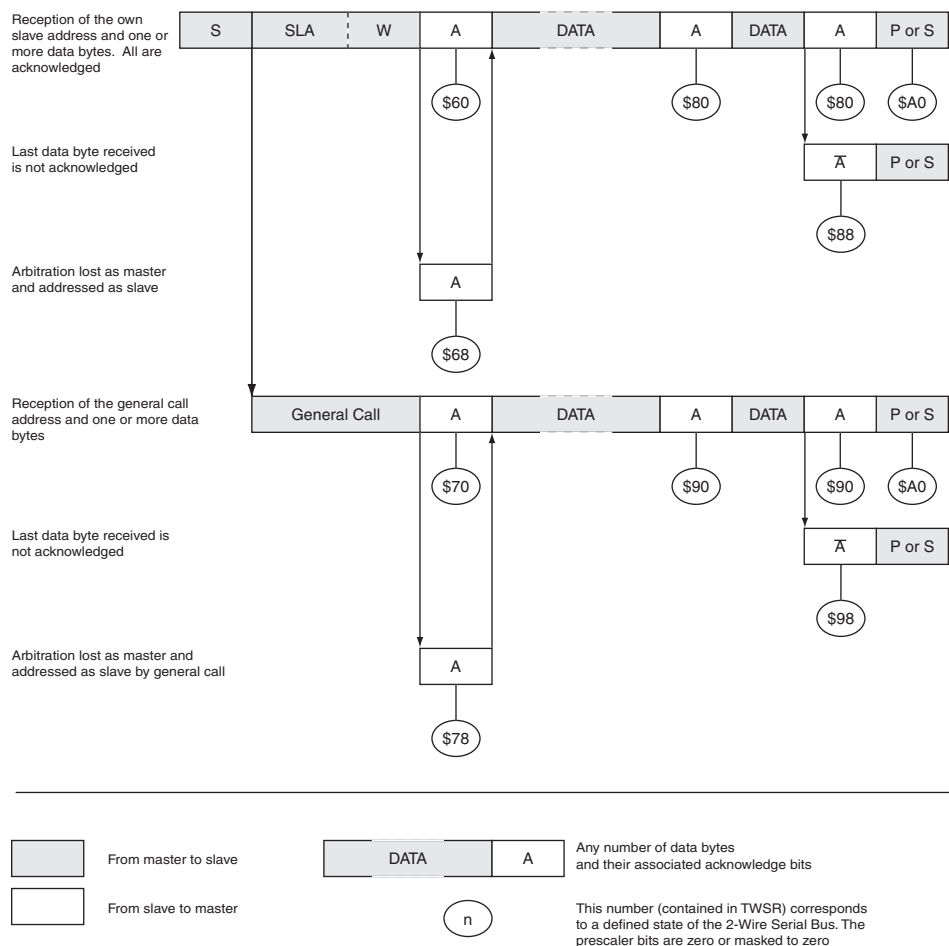 Reception of the own
slave address and one or
more data bytes.  All are
acknowledged
S SLA W A DATA A DATA A P or S
$60 $80 $80 $A0
Last data byte received
is not acknowledged
A̅ P or S
$88
Arbitration lost as master
and addressed as slave
A
$68
Reception of the general call
address and one or more data
bytes
General Call A DATA A DATA A P or S
$70 $90 $90 $A0
Last data byte received is
not acknowledged
A̅ P or S
$98
Arbitration lost as master and
addressed as slave by general call
A
$78
From master to slave
DATA A
Any number of data bytes
and their associated acknowledge bits
From slave to master
n
This number (contained in TWSR) corresponds
to a defined state of the 2-Wire Serial Bus. The
prescaler bits are zero or masked to zero